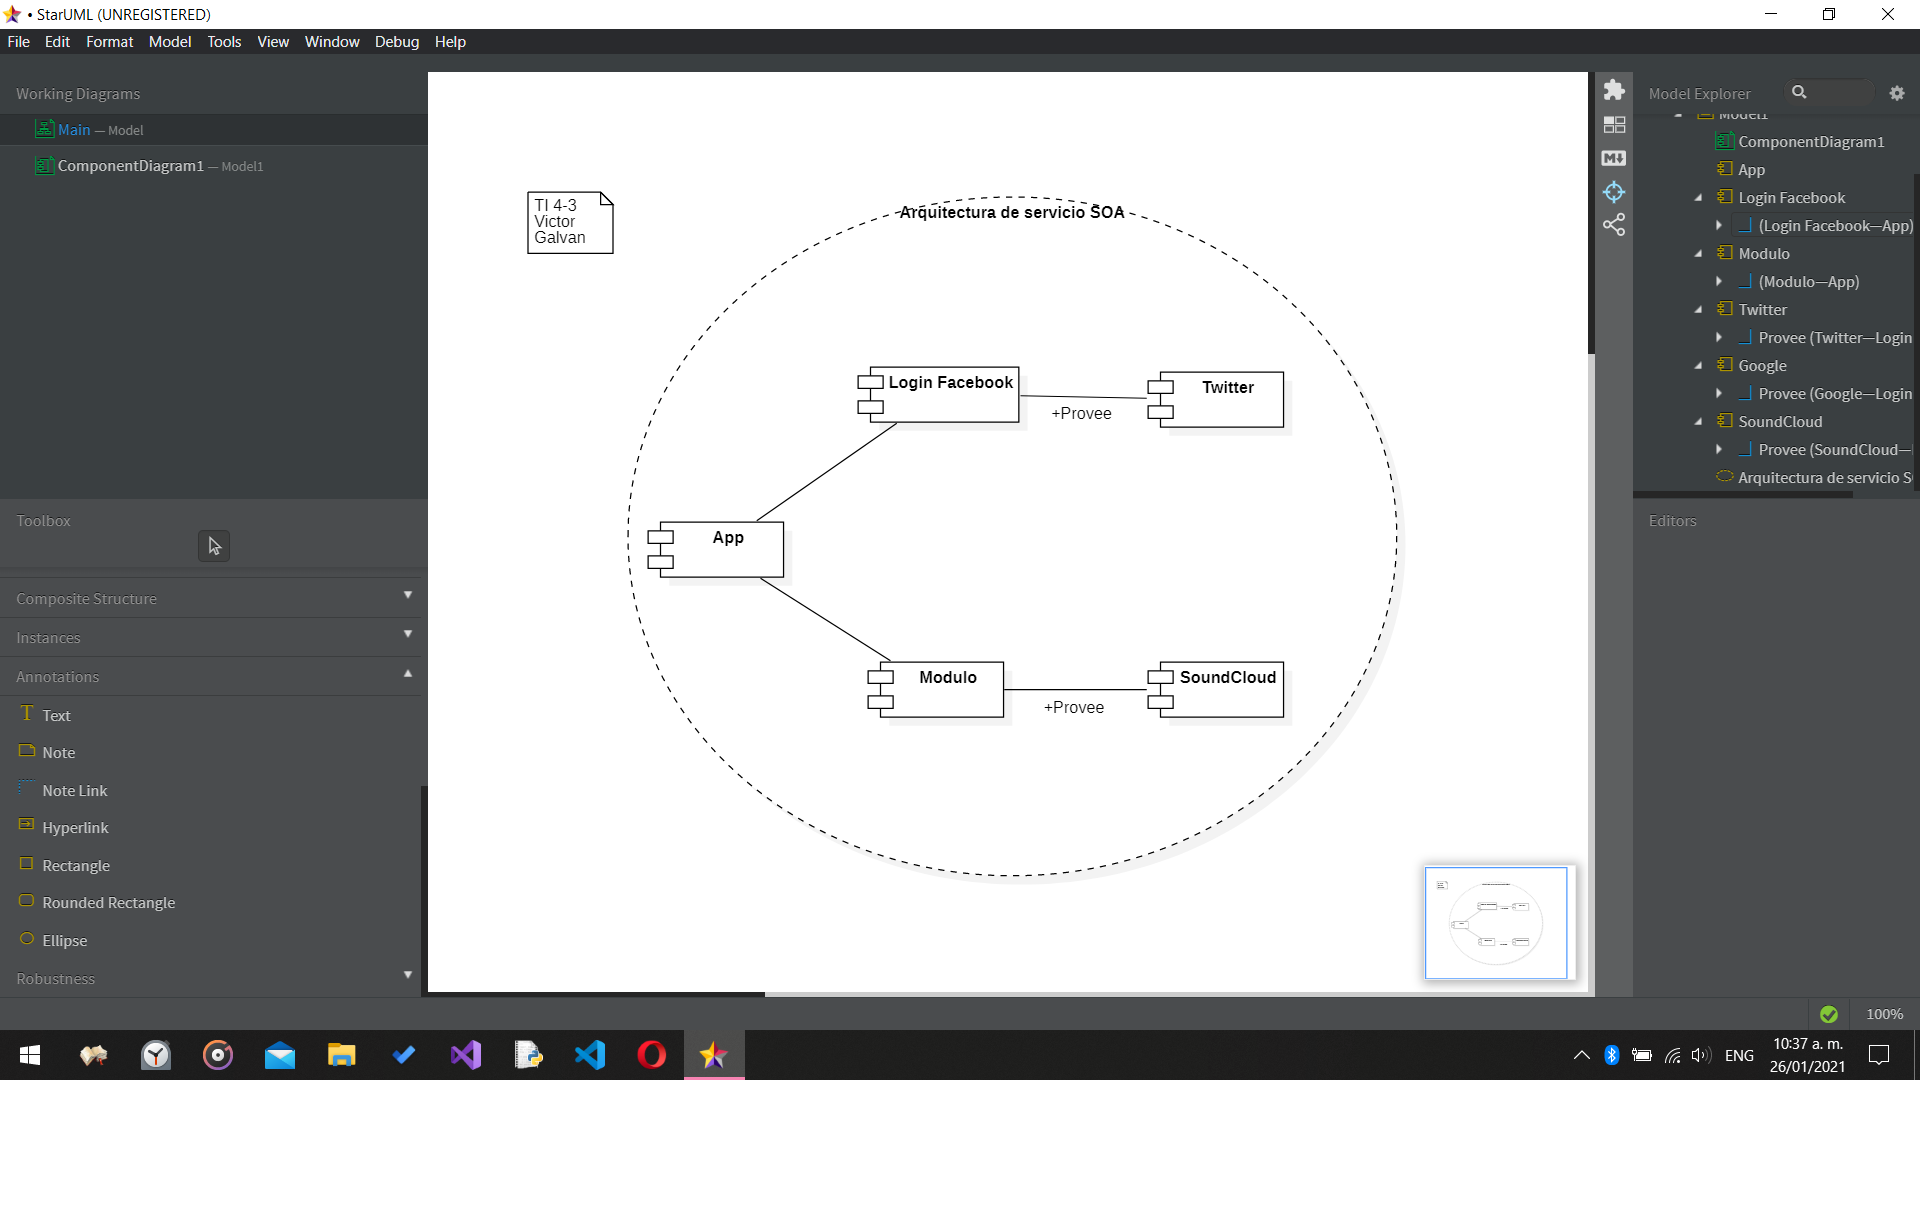 • StarUML (UNREGISTERED)
File Edit Format Model Tools View Window Debug Help
Working Diagrams
Main — Model
ComponentDiagram1 — Model1
Toolbox
Composite Structure
Instances
Annotations
Text
Note
Note Link
Hyperlink
Rectangle
Rounded Rectangle
Ellipse
Robustness
TI 4-3
Victor
Galvan
Arquitectura de servicio SOA
Login Facebook
+Provee
Twitter
App
Modulo
+Provee
SoundCloud
M
Model Explorer
Model1
ComponentDiagram1
App
Login Facebook
(Login Facebook—App)
Modulo
(Modulo—App)
Twitter
Provee (Twitter—Login
Google
Provee (Google—Login
SoundCloud
Provee (SoundCloud—
Arquitectura de servicio S
Editors
100%
ENG
10:37 a. m.
26/01/2021